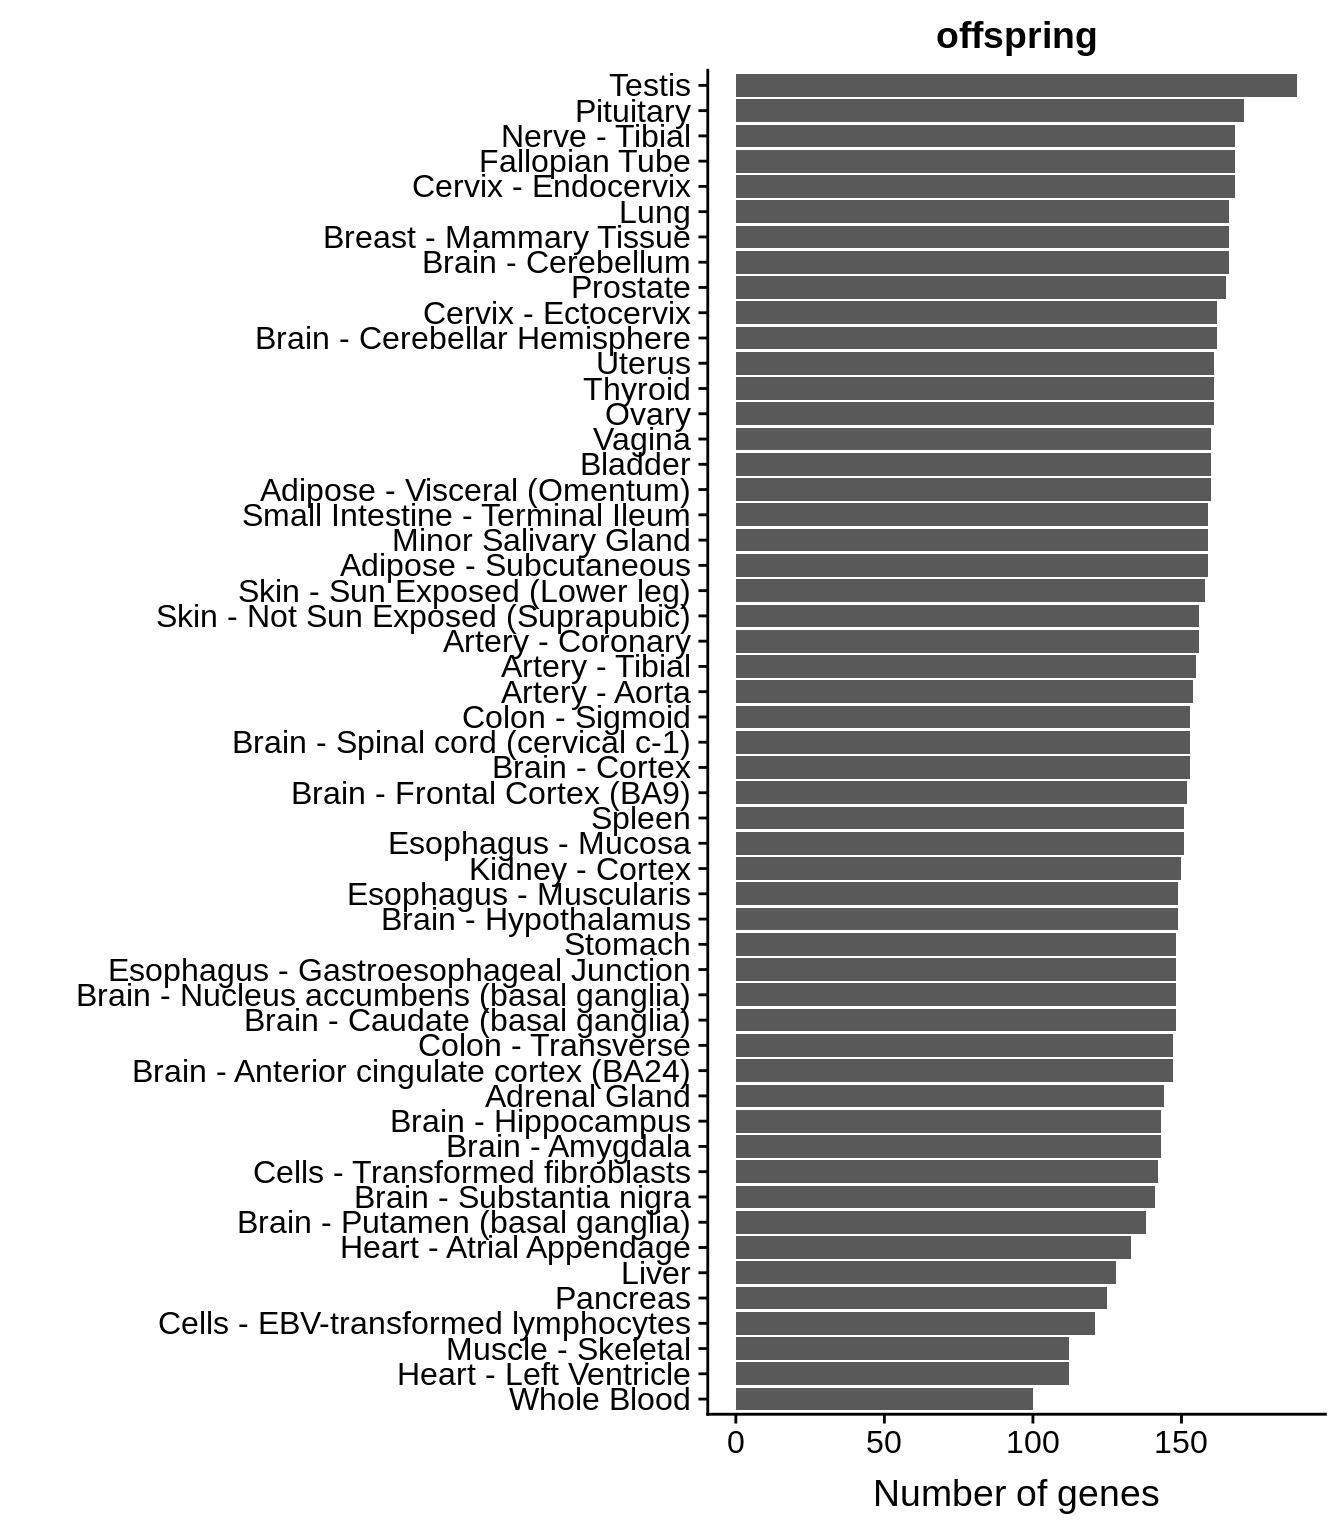 offspring
Testis
Pituitary
Nerve - Tibial
Fallopian Tube
Cervix - Endocervix
Lung
Breast - Mammary Tissue
Brain - Cerebellum
Prostate
Cervix - Ectocervix
Brain - Cerebellar Hemisphere
Uterus
Thyroid
Ovary
Vagina
Bladder
Adipose - Visceral (Omentum)
Small Intestine - Terminal Ileum
Minor Salivary Gland
Adipose - Subcutaneous
Skin - Sun Exposed (Lower leg)
Skin - Not Sun Exposed (Suprapubic)
Artery - Coronary
Artery - Tibial
Artery - Aorta
Colon - Sigmoid
Brain - Spinal cord (cervical c-1)
Brain - Cortex
Brain - Frontal Cortex (BA9)
Spleen
Esophagus - Mucosa
Kidney - Cortex
Esophagus - Muscularis
Brain - Hypothalamus
Stomach
Esophagus - Gastroesophageal Junction
Brain - Nucleus accumbens (basal ganglia)
Brain - Caudate (basal ganglia)
Colon - Transverse
Brain - Anterior cingulate cortex (BA24)
Adrenal Gland
Brain - Hippocampus
Brain - Amygdala
Cells - Transformed fibroblasts
Brain - Substantia nigra
Brain - Putamen (basal ganglia)
Heart - Atrial Appendage
Liver
Pancreas
Cells - EBV-transformed lymphocytes
Muscle - Skeletal
Heart - Left Ventricle
Whole Blood
0 50 100 150
Number of genes